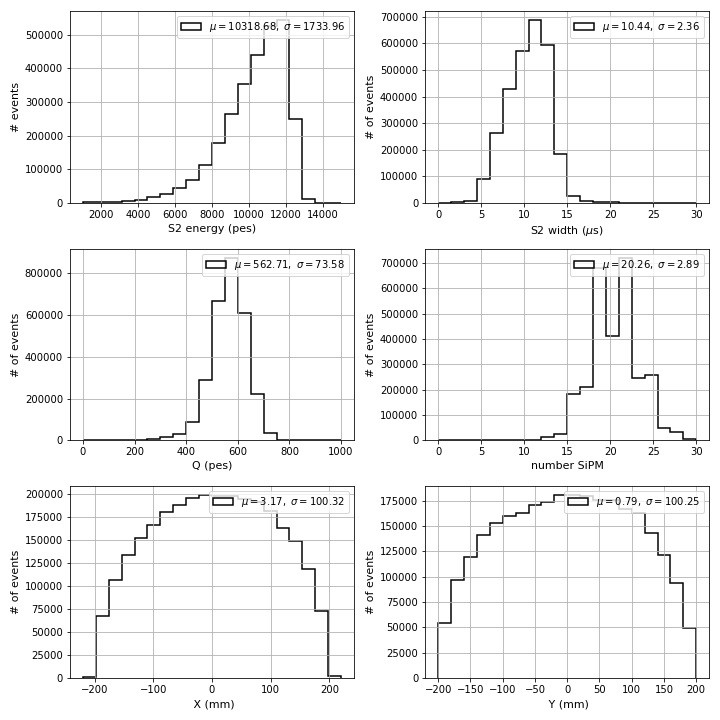 μ=10318.68, σ=1733.96
500000
400000
300000
200000
100000
0
# events
2000 4000 6000 8000 10000 12000 14000
S2 energy (pes)
μ=10.44, σ=2.36
700000
600000
500000
400000
300000
200000
100000
0
# of events
0 5 10 15 20 25 30
S2 width (μs)
μ=562.71, σ=73.58
800000
600000
400000
200000
0
# of events
0 200 400 600 800 1000
Q (pes)
μ=20.26, σ=2.89
700000
600000
500000
400000
300000
200000
100000
0
# of events
0 5 10 15 20 25 30
number SiPM
μ=3.17, σ=100.32
200000
175000
150000
125000
100000
75000
50000
25000
0
# of events
−200 −100 0 100 200
X (mm)
μ=0.79, σ=100.25
175000
150000
125000
100000
75000
50000
25000
0
# of events
−200 −150 −100 −50 0 50 100 150 200
Y (mm)